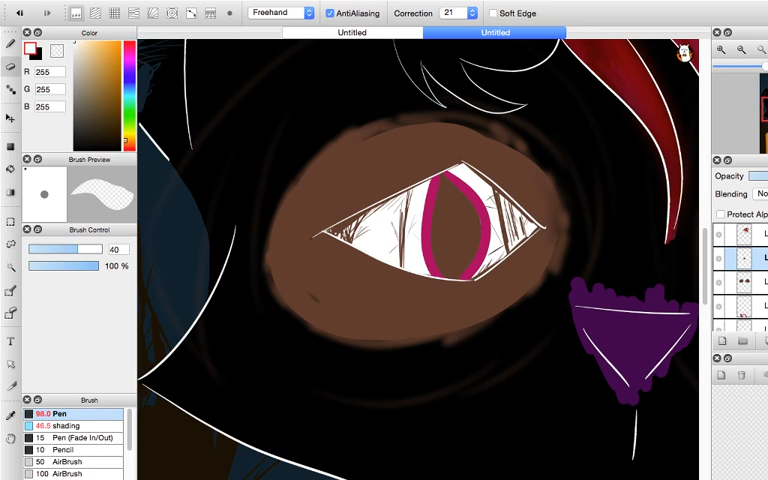 Freehand AntiAliasing Correction 21 Soft Edge
Untitled Untitled
Color
R 255
G 255
B 255
Brush Preview
Brush Control
40
100 %
Brush
98.0 Pen
46.5 shading
15 Pen (Fade In/Out)
10 Pencil
50 AirBrush
100 AirBrush
T
Opacity
Blending No
Protect Alp
L
L
L
L